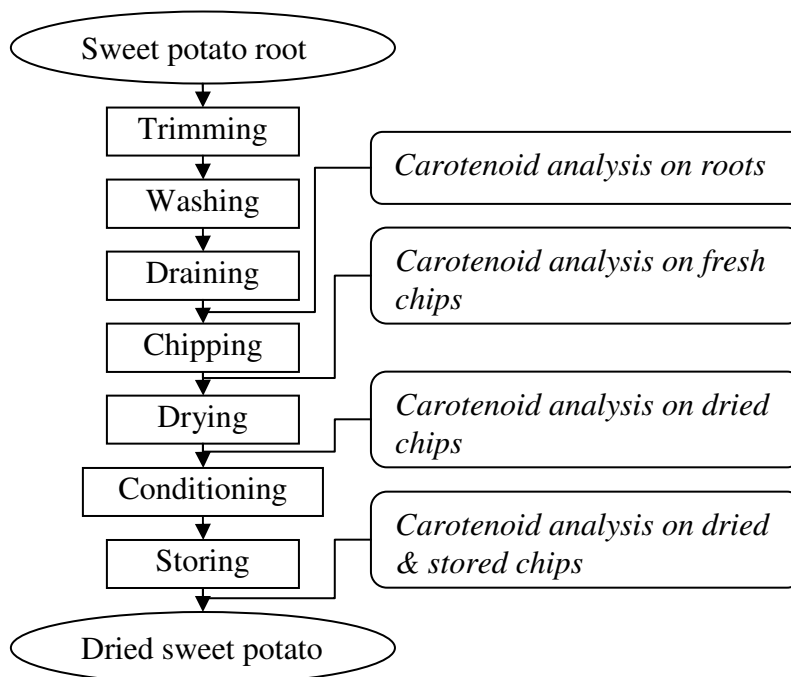 Sweet potato root
Trimming
Carotenoid analysis on roots
Washing
Draining
Carotenoid analysis on fresh
chips
Chipping
Drying
Carotenoid analysis on dried
chips
Conditioning
Storing
Carotenoid analysis on dried
& stored chips
Dried sweet potato